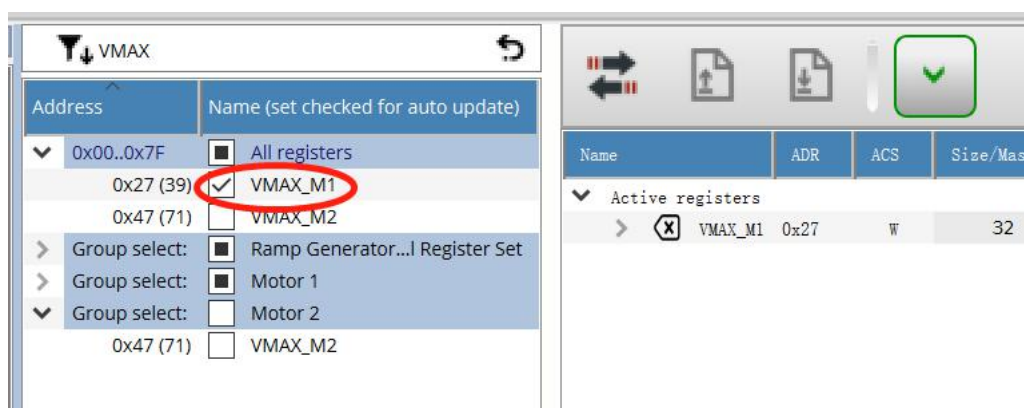 VMAX
Address Name (set checked for auto update)
0x00..0x7F All registers
0x27 (39) VMAX_M1
0x47 (71) VMAX_M2
Group select: Ramp Generator...l Register Set
Group select: Motor 1
Group select: Motor 2
0x47 (71) VMAX_M2
Name ADR ACS Size/Mas
Active registers
VMAX_M1 0x27 W 32